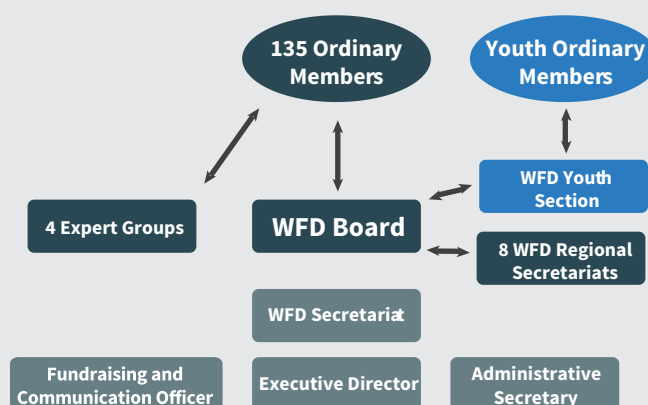 135 Ordinary
Members
Youth Ordinary
Members
WFD Youth
Section
4 Expert Groups
WFD Board
8 WFD Regional
Secretariats
WFD Secretariat
Fundraising and
Communication Officer
Executive Director
Administrative
Secretary